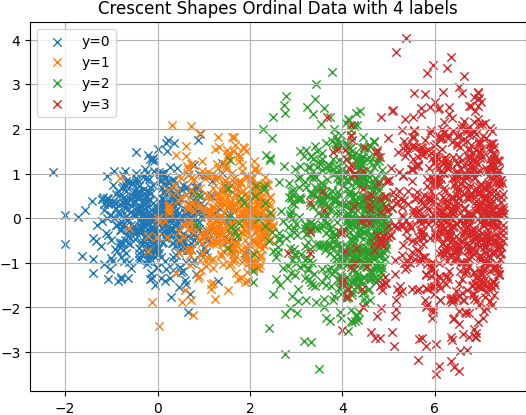 Crescent Shapes Ordinal Data with 4 labels
y=0
y=1
y=2
y=3
4
3
2
1
0
−1
−2
−3
−2 0 2 4 6